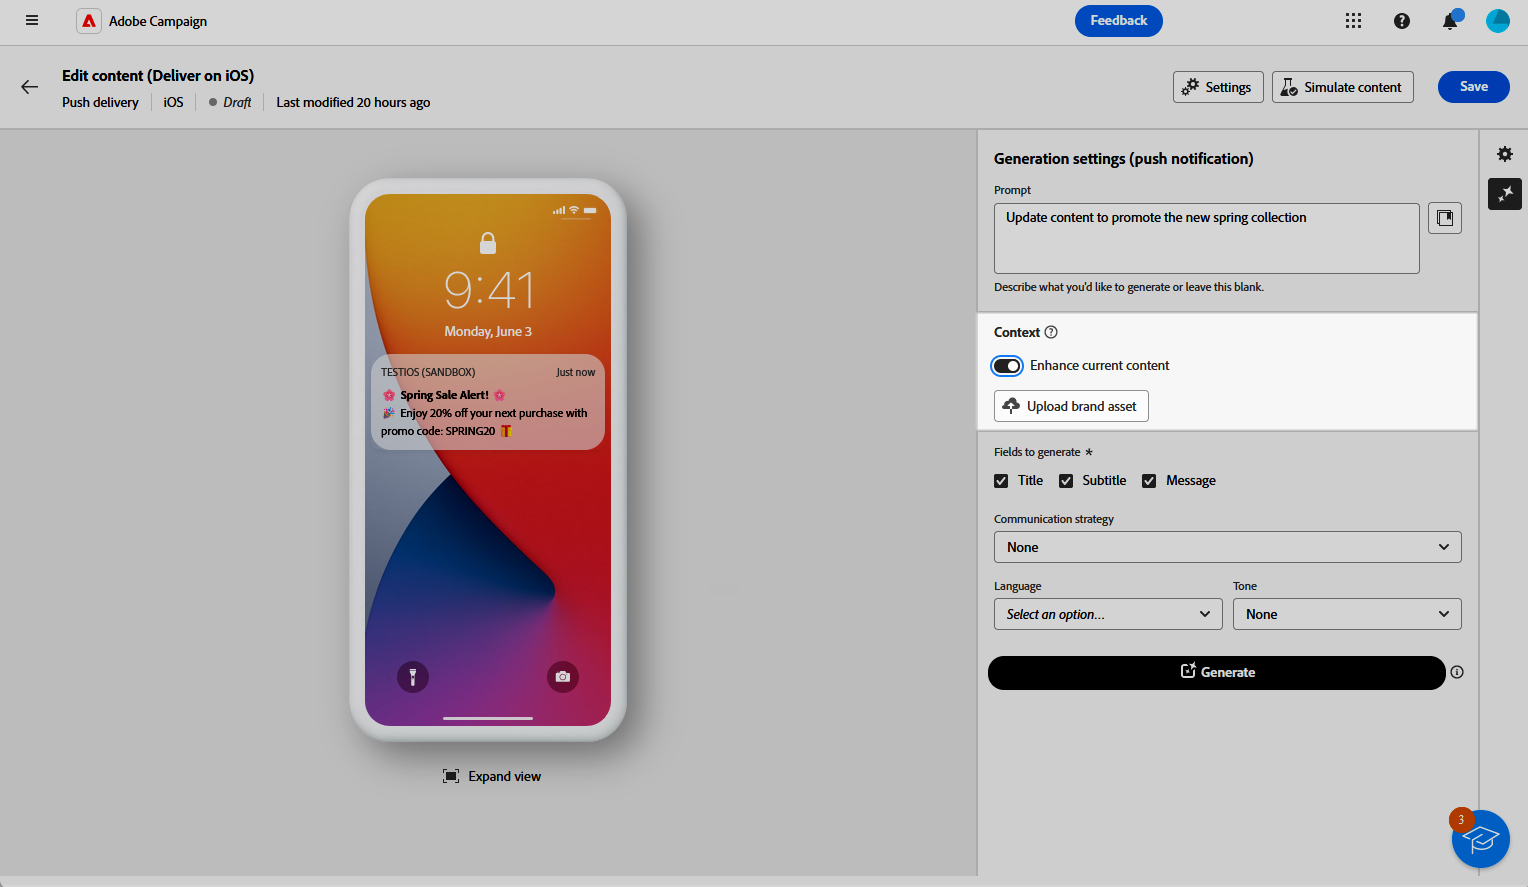 Adobe Campaign
Feedback
Edit content (Deliver on iOS)
Push delivery
iOS
Draft
Last modified 20 hours ago
Settings
Simulate content
Save
9:41
Monday, June 3
TESTIOS (SANDBOX)
Just now
🌸 Spring Sale Alert! 🌸
🎉 Enjoy 20% off your next purchase with
promo code: SPRING20 🎁
Expand view
Generation settings (push notification)
Prompt
Update content to promote the new spring collection
Describe what you'd like to generate or leave this blank.
Context
Enhance current content
Upload brand asset
Fields to generate *
Title
Subtitle
Message
Communication strategy
None
Language
Tone
Select an option...
None
Generate
3